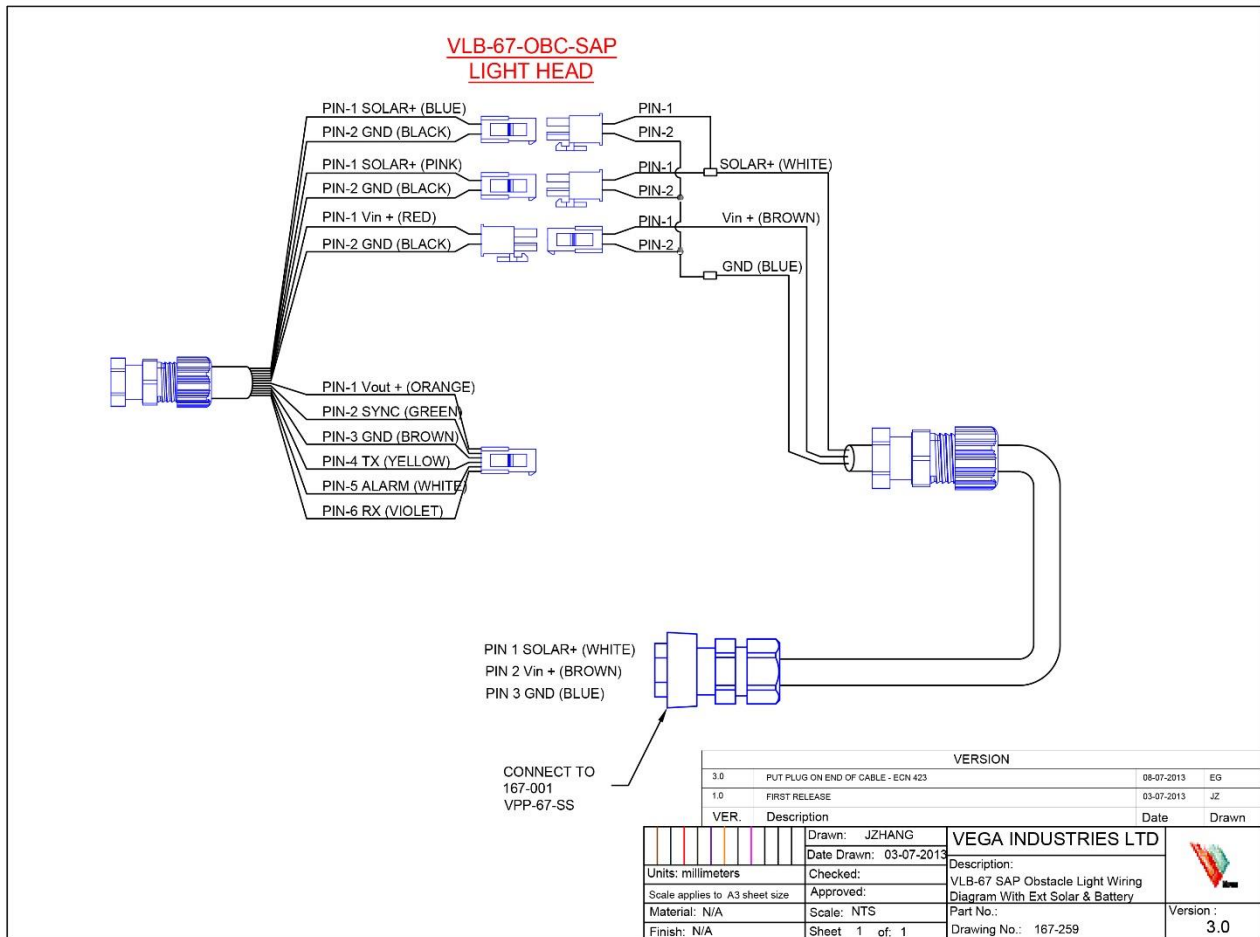 VLB-67-OBC-SAP
LIGHT HEAD
PIN-1 SOLAR+ (BLUE)
PIN-2 GND (BLACK)
PIN-1 SOLAR+ (PINK)
PIN-2 GND (BLACK)
PIN-1 Vin + (RED)
PIN-2 GND (BLACK)
PIN-1
PIN-2
PIN-1
PIN-2
PIN-1
PIN-2
SOLAR+ (WHITE)
Vin + (BROWN)
GND (BLUE)
PIN-1 Vout + (ORANGE)
PIN-2 SYNC (GREEN)
PIN-3 GND (BROWN)
PIN-4 TX (YELLOW)
PIN-5 ALARM (WHITE)
PIN-6 RX (VIOLET)
PIN 1 SOLAR+ (WHITE)
PIN 2 Vin + (BROWN)
PIN 3 GND (BLUE)
CONNECT TO
167-001
VPP-67-SS
VERSION
3.0 PUT PLUG ON END OF CABLE - ECN 423 08-07-2013 EG
1.0 FIRST RELEASE 03-07-2013 JZ
VER. Description Date Drawn
Units: millimeters
Scale applies to A3 sheet size
Material: N/A
Finish: N/A
Drawn: JZHANG
Date Drawn: 03-07-2013
Checked:
Approved:
Scale: NTS
Sheet 1 of: 1
VEGA INDUSTRIES LTD
Description:
VLB-67 SAP Obstacle Light Wiring
Diagram With Ext Solar & Battery
Part No.:
Drawing No.: 167-259
Version :
3.0